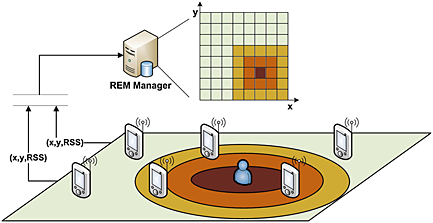 y
REM Manager
x
(x,y,RSS)
(x,y,RSS)